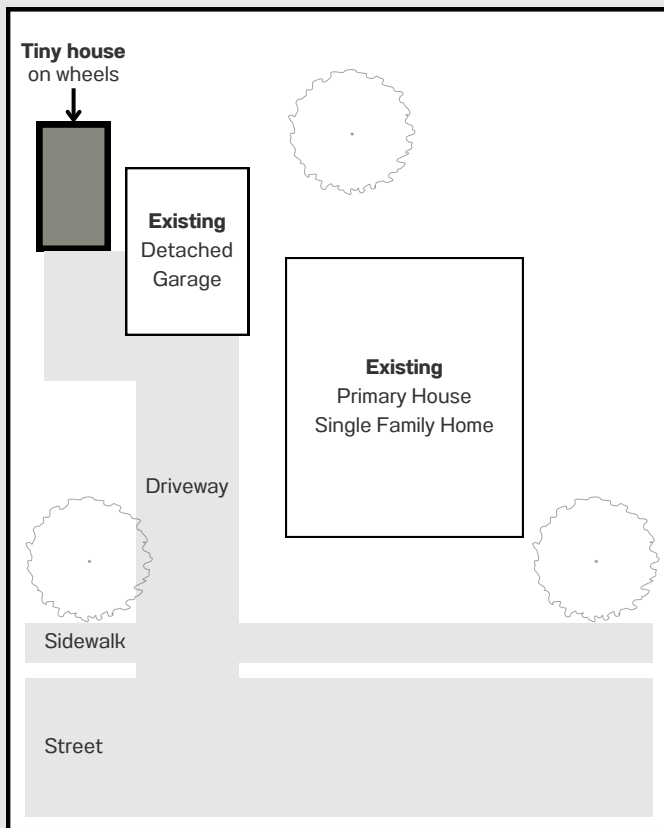 Tiny house
on wheels
Existing
Detached
Garage
Existing
Primary House
Single Family Home
Driveway
Sidewalk
Street